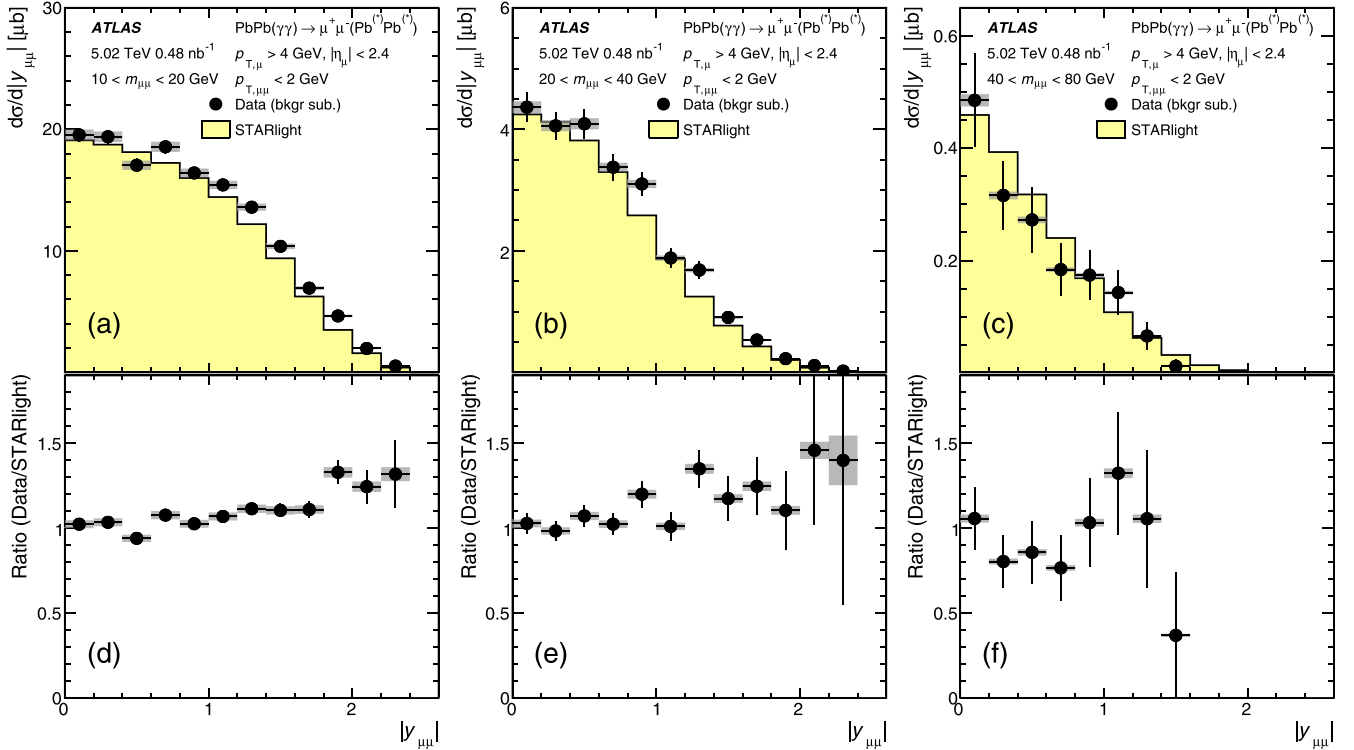 dσ/d|y_μμ| [μb]
30
20
10
ATLAS PbPb(γγ) → μ⁺μ⁻(Pb⁽*⁾Pb⁽*⁾)
5.02 TeV 0.48 nb⁻¹ p_T,μ > 4 GeV, |η_μ| < 2.4
10 < m_μμ < 20 GeV p_T,μμ < 2 GeV
Data (bkgr sub.)
STARlight
(a)
dσ/d|y_μμ| [μb]
6
4
2
ATLAS PbPb(γγ) → μ⁺μ⁻(Pb⁽*⁾Pb⁽*⁾)
5.02 TeV 0.48 nb⁻¹ p_T,μ > 4 GeV, |η_μ| < 2.4
20 < m_μμ < 40 GeV p_T,μμ < 2 GeV
Data (bkgr sub.)
STARlight
(b)
dσ/d|y_μμ| [μb]
0.6
0.4
0.2
ATLAS PbPb(γγ) → μ⁺μ⁻(Pb⁽*⁾Pb⁽*⁾)
5.02 TeV 0.48 nb⁻¹ p_T,μ > 4 GeV, |η_μ| < 2.4
40 < m_μμ < 80 GeV p_T,μμ < 2 GeV
Data (bkgr sub.)
STARlight
(c)
Ratio (Data/STARlight)
1.5
1
0.5
0
(d)
0 1 2
|y_μμ|
Ratio (Data/STARlight)
1.5
1
0.5
0
(e)
0 1 2
|y_μμ|
Ratio (Data/STARlight)
1.5
1
0.5
0
(f)
0 1 2
|y_μμ|